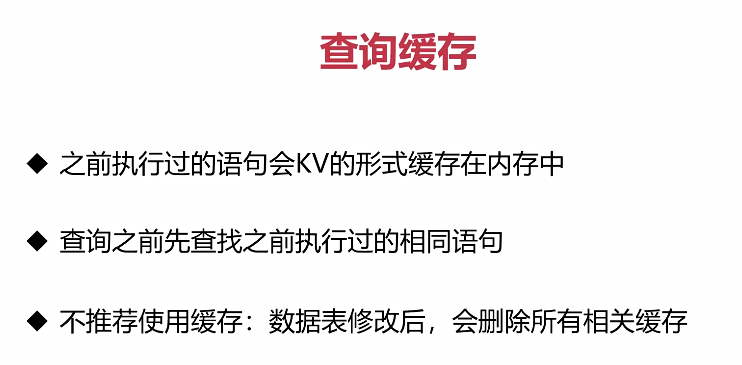 查询缓存
◆ 之前执行过的语句会KV的形式缓存在内存中
◆ 查询之前先查找之前执行过的相同语句
◆ 不推荐使用缓存：数据表修改后，会删除所有相关缓存